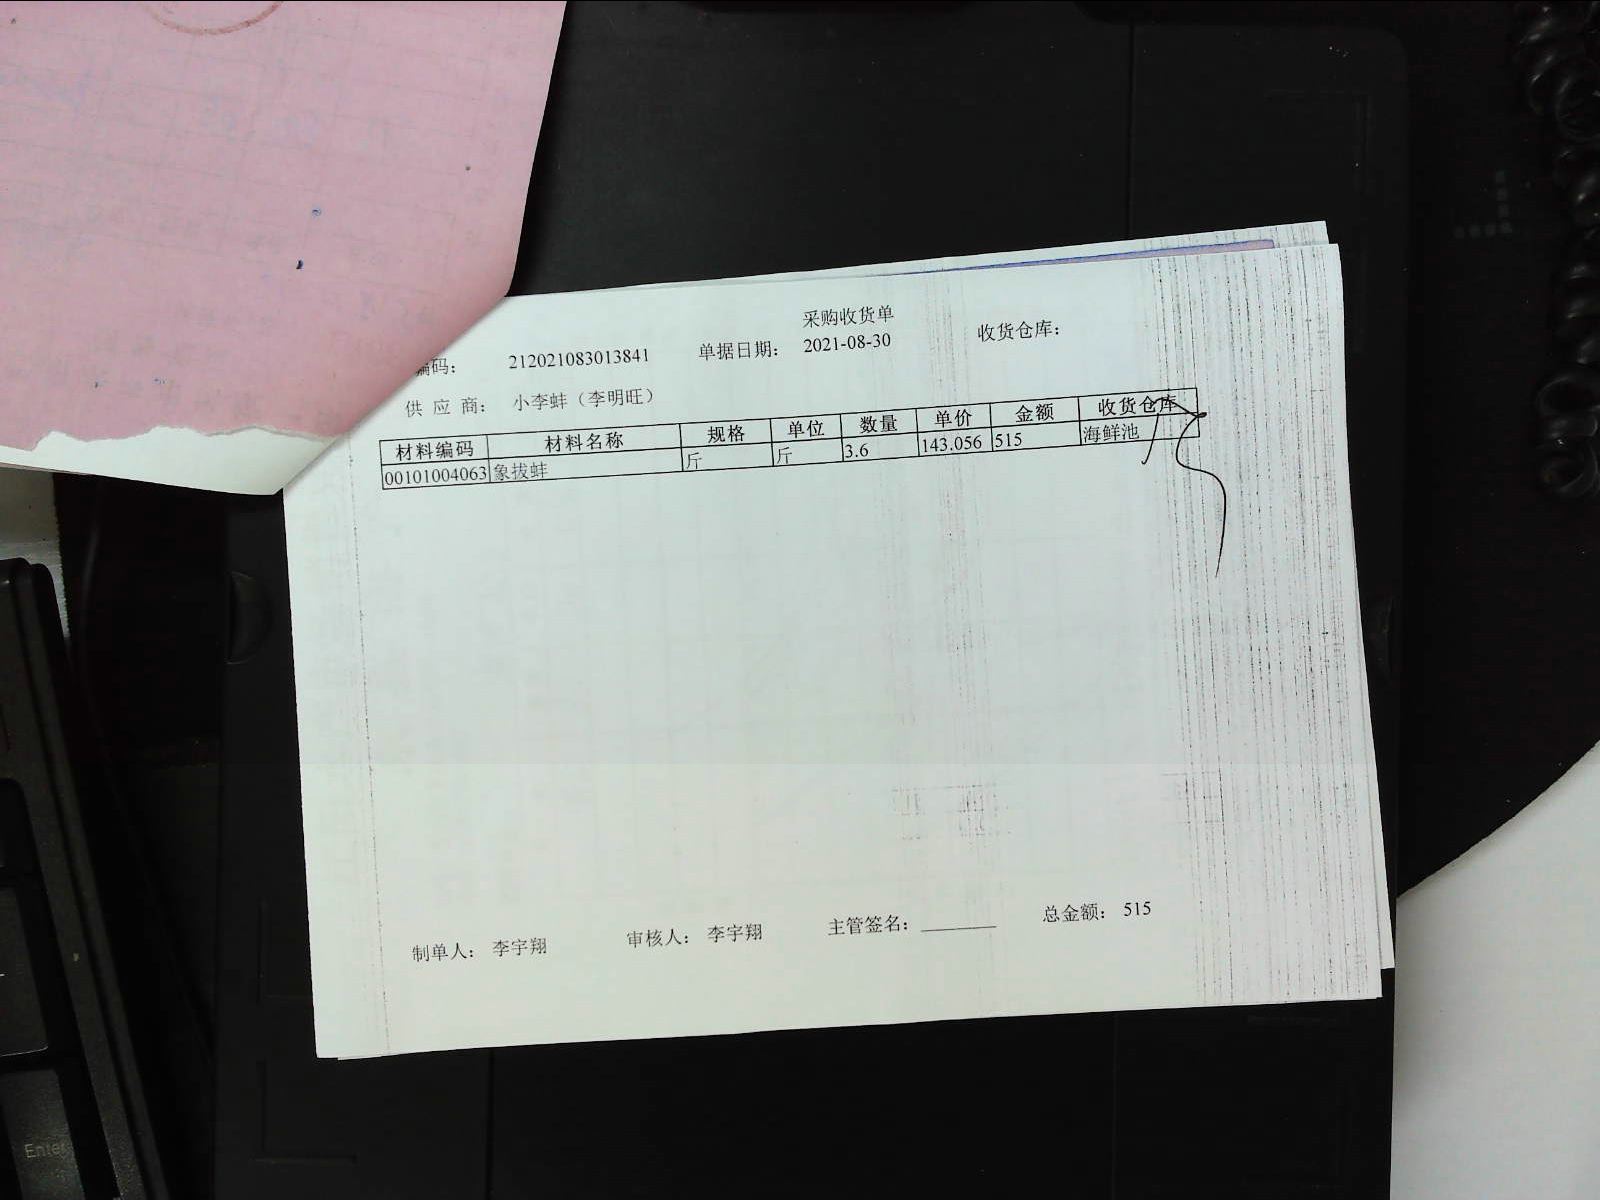 采购收货单
编码： 212021083013841 单据日期： 2021-08-30 收货仓库：
供 应 商： 小李蚌（李明旺）
材料编码 材料名称 规格 单位 数量 单价 金额 收货仓库
00101004063 象拔蚌 斤 斤 3.6 143.056 515 海鲜池
制单人： 李宇翔 审核人： 李宇翔 主管签名： 总金额： 515
Enter